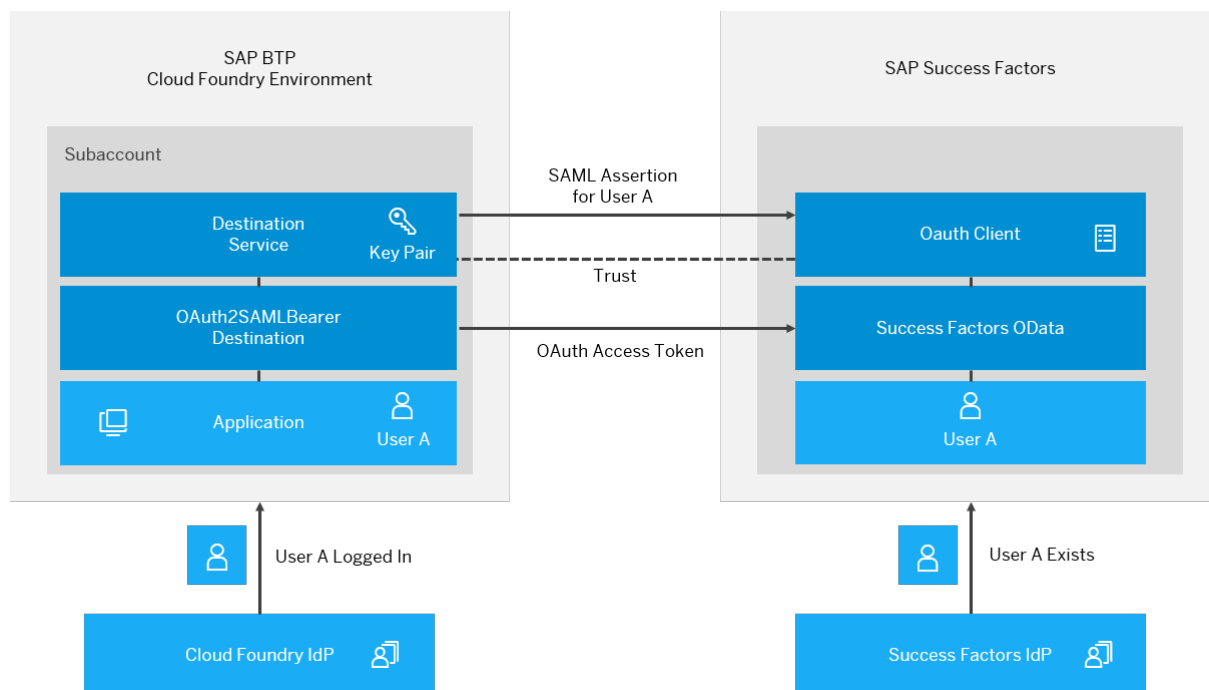 SAP BTP
Cloud Foundry Environment
SAP Success Factors
Subaccount
SAML Assertion
for User A
Destination
Service
Key Pair
Oauth Client
Trust
OAuth2SAMLBearer
Destination
Success Factors OData
OAuth Access Token
Application
User A
User A
User A Logged In
User A Exists
Cloud Foundry IdP
Success Factors IdP